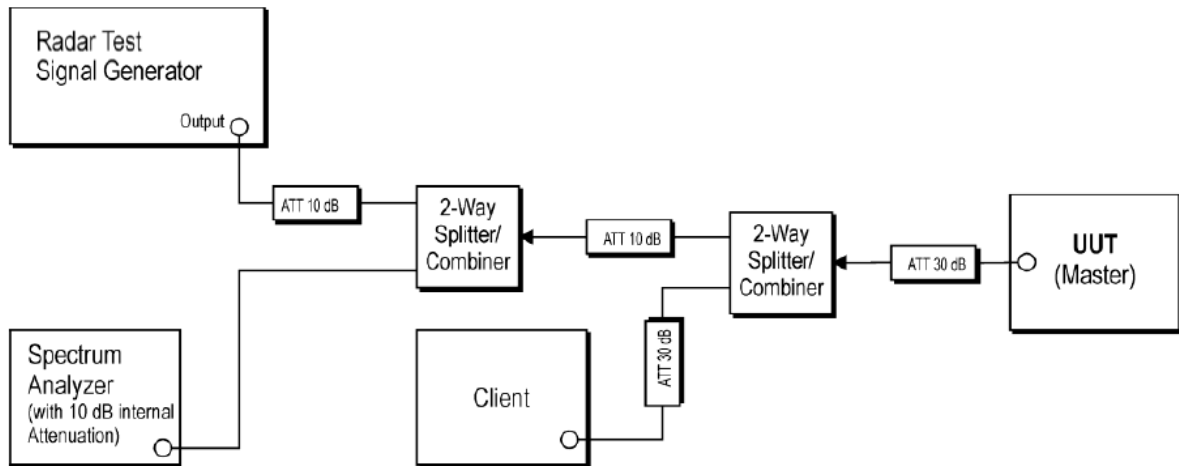 Radar Test
Signal Generator
Output
ATT 10 dB
2-Way
Splitter/
Combiner
ATT 10 dB
2-Way
Splitter/
Combiner
ATT 30 dB
UUT
(Master)
Spectrum
Analyzer
(with 10 dB internal
Attenuation)
Client
ATT 30 dB